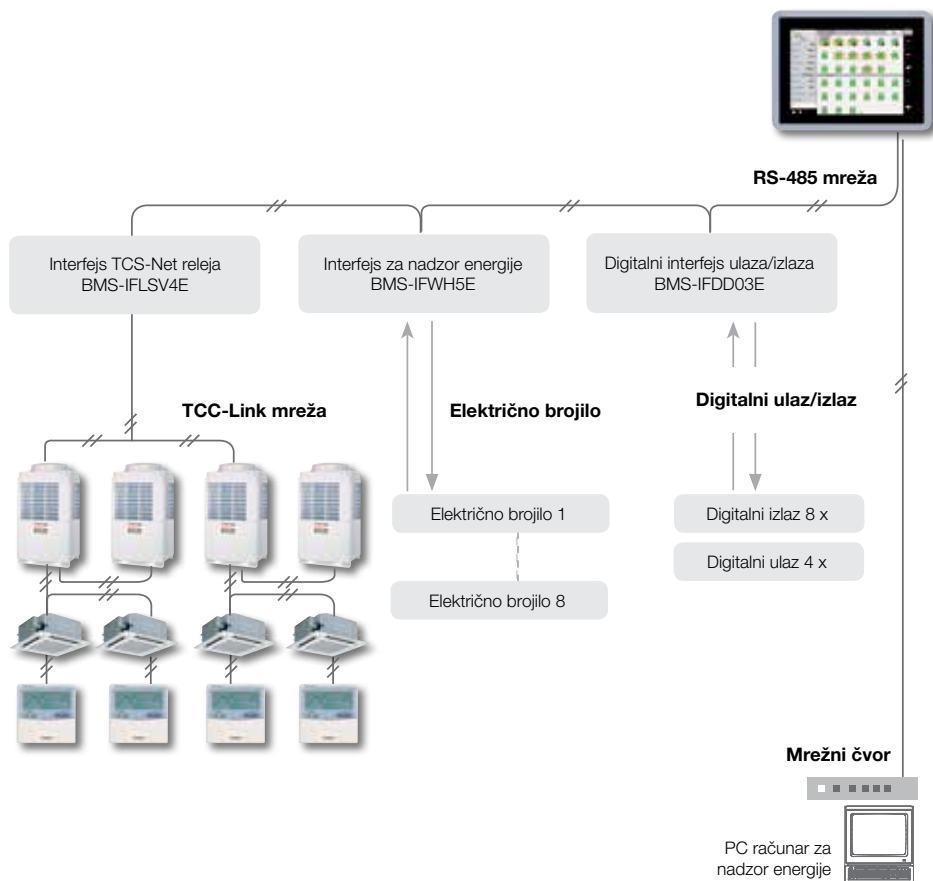 RS-485 mreža
Interfejs TCS-Net releja
BMS-IFLSV4E
Interfejs za nadzor energije
BMS-IFWH5E
Digitalni interfejs ulaza/izlaza
BMS-IFDD03E
TCC-Link mreža
Električno brojilo
Digitalni ulaz/izlaz
Električno brojilo 1
Digitalni izlaz 8 x
Digitalni ulaz 4 x
Električno brojilo 8
Mrežni čvor
PC računar za
nadzor energije